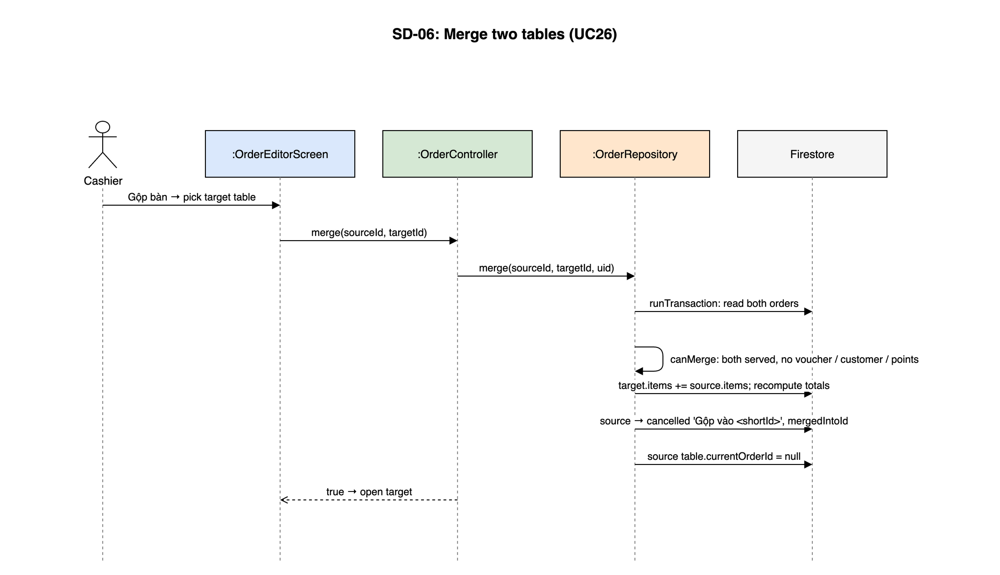 SD-06: Merge two tables (UC26)
Cashier
:OrderEditorScreen
:OrderController
:OrderRepository
Firestore
Gộp bàn → pick target table
merge(sourceId, targetId)
merge(sourceId, targetId, uid)
runTransaction: read both orders
canMerge: both served, no voucher / customer / points
target.items += source.items; recompute totals
source → cancelled 'Gộp vào <shortId>', mergedIntoId
source table.currentOrderId = null
true → open target